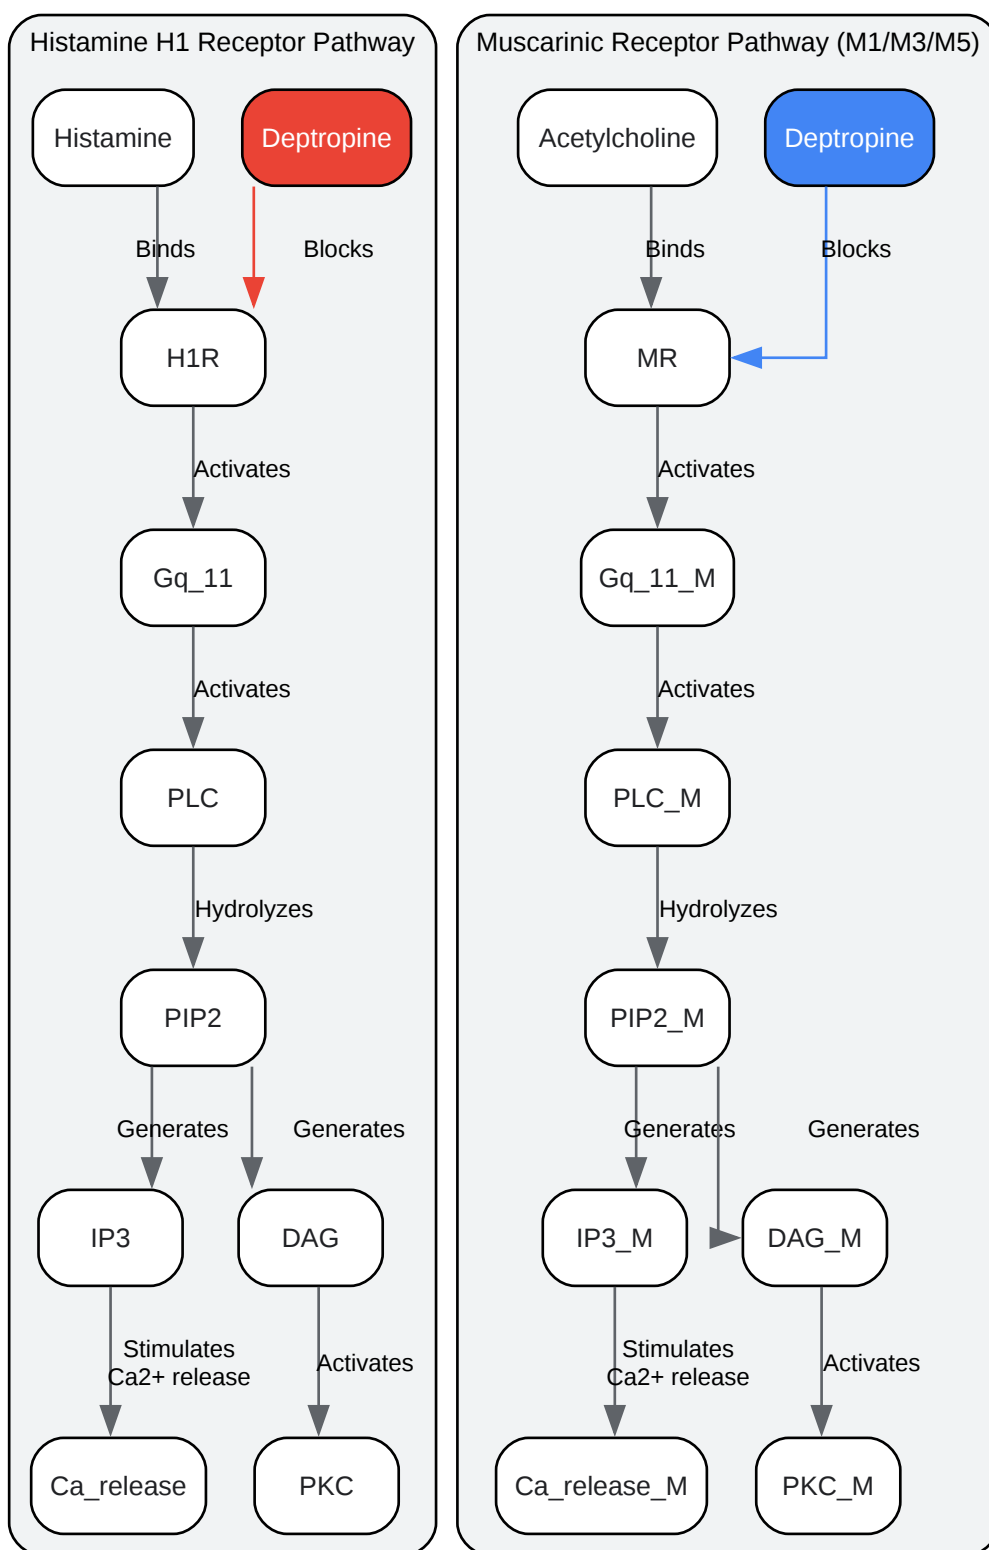 Histamine H1 Receptor Pathway
Histamine
Deptropine
Binds
Blocks
H1R
Activates
Gq_11
Activates
PLC
Hydrolyzes
PIP2
Generates
Generates
IP3
DAG
Stimulates
Ca2+ release
Activates
Ca_release
PKC
Muscarinic Receptor Pathway (M1/M3/M5)
Acetylcholine
Deptropine
Binds
Blocks
MR
Activates
Gq_11_M
Activates
PLC_M
Hydrolyzes
PIP2_M
Generates
Generates
IP3_M
DAG_M
Stimulates
Ca2+ release
Activates
Ca_release_M
PKC_M